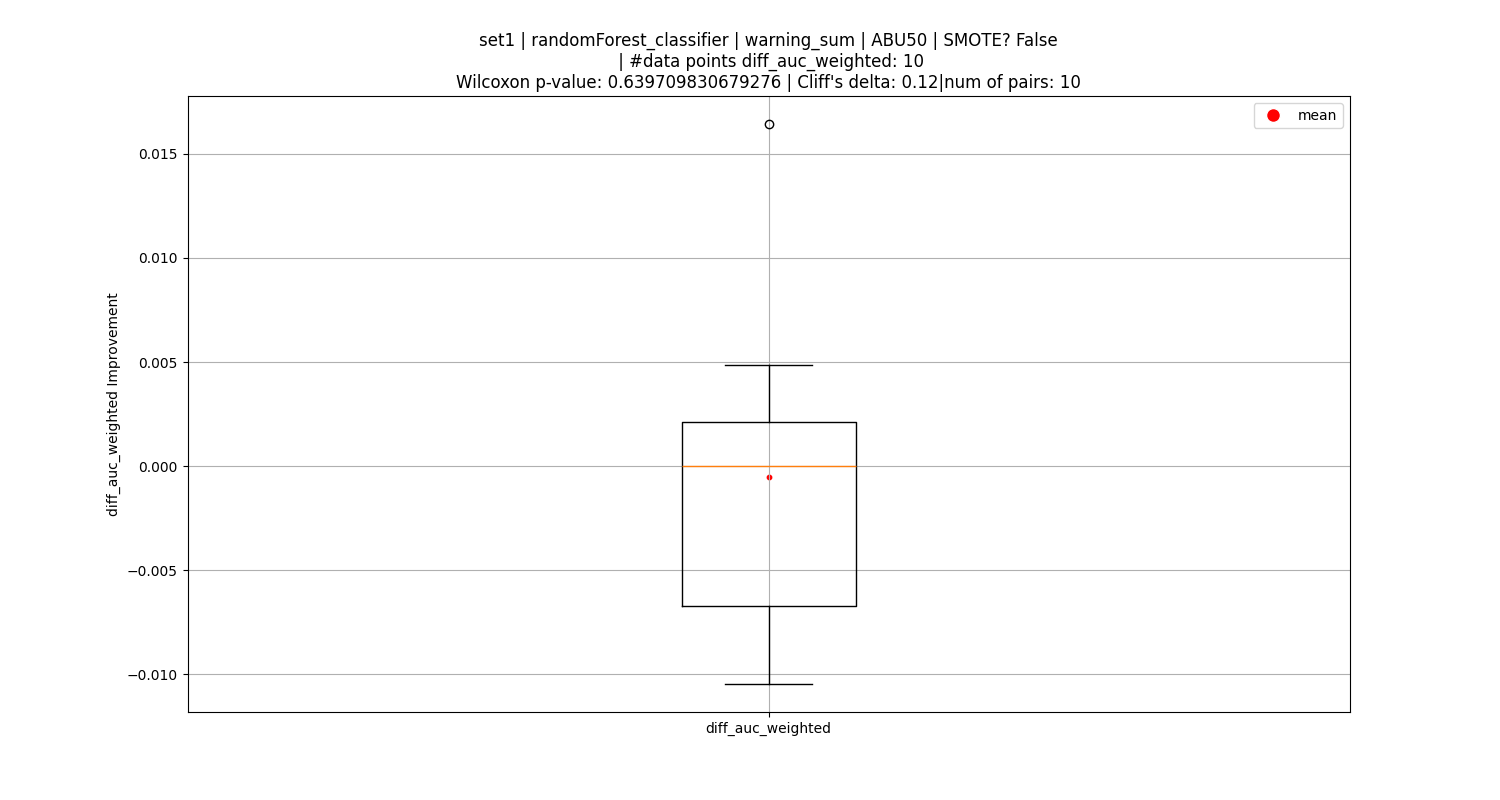 set1 | randomForest_classifier | warning_sum | ABU50 | SMOTE? False
| #data points diff_auc_weighted: 10
Wilcoxon p-value: 0.639709830679276 | Cliff's delta: 0.12|num of pairs: 10
mean
0.015
0.010
0.005
0.000
−0.005
−0.010
diff_auc_weighted Improvement
diff_auc_weighted